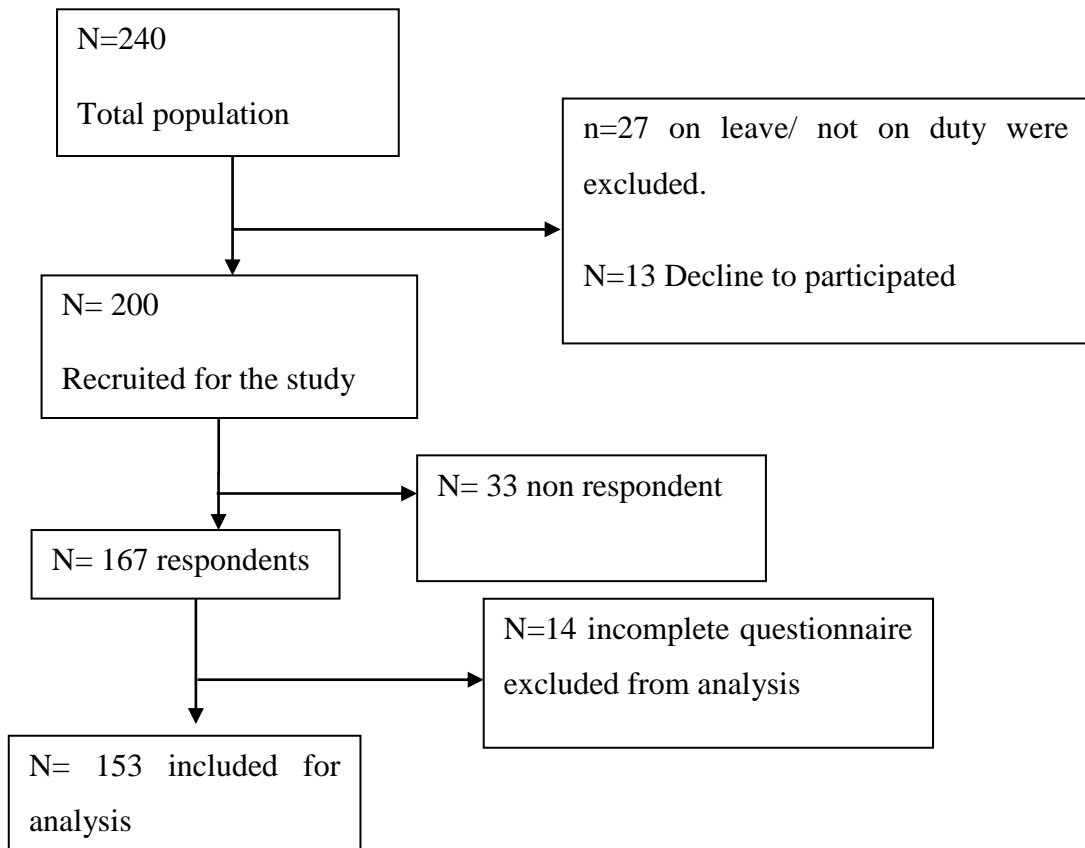 N=240
Total population
n=27 on leave/ not on duty were
excluded.
N=13 Decline to participated
N= 200
Recruited for the study
N= 33 non respondent
N= 167 respondents
N=14 incomplete questionnaire
excluded from analysis
N= 153 included for
analysis